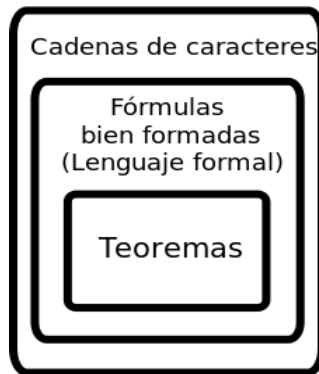 Cadenas de caracteres
Fórmulas
bien formadas
(Lenguaje formal)
Teoremas